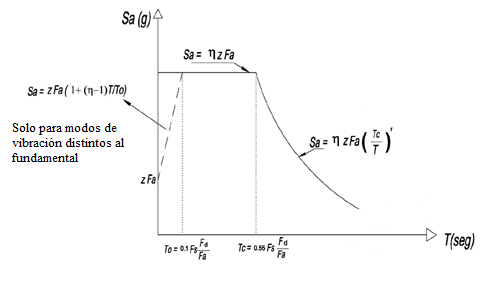 Sa (g)
Sa = η z Fa
Sa = z Fa ( 1 + (η-1)T/To)
Solo para modos de
vibración distintos al
fundamental
Sa = η z Fa (Tc/T)^r
z Fa
To = 0.1 Fs Fd/Fa
Tc = 0.55 Fs Fd/Fa
T(seg)